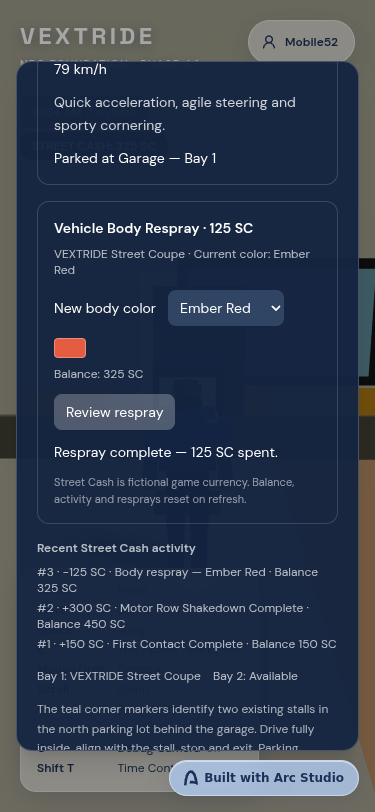 VEXTRIDE
Mobile52
79 km/h
Quick acceleration, agile steering and
sporty cornering.
Parked at Garage — Bay 1
Vehicle Body Respray · 125 SC
VEXTRIDE Street Coupe · Current color: Ember
Red
New body color
Ember Red
Balance: 325 SC
Review respray
Respray complete — 125 SC spent.
Street Cash is fictional game currency. Balance,
activity and resprays reset on refresh.
Recent Street Cash activity
#3 · −125 SC · Body respray — Ember Red · Balance
325 SC
#2 · +300 SC · Motor Row Shakedown Complete ·
Balance 450 SC
#1 · +150 SC · First Contact Complete · Balance 150 SC
Bay 1: VEXTRIDE Street Coupe Bay 2: Available
The teal corner markers identify two existing stalls in
the north parking lot behind the garage. Drive fully
inside, align with the stall, stop and exit. Parking
Shift T
Time Con
Built with Arc Studio